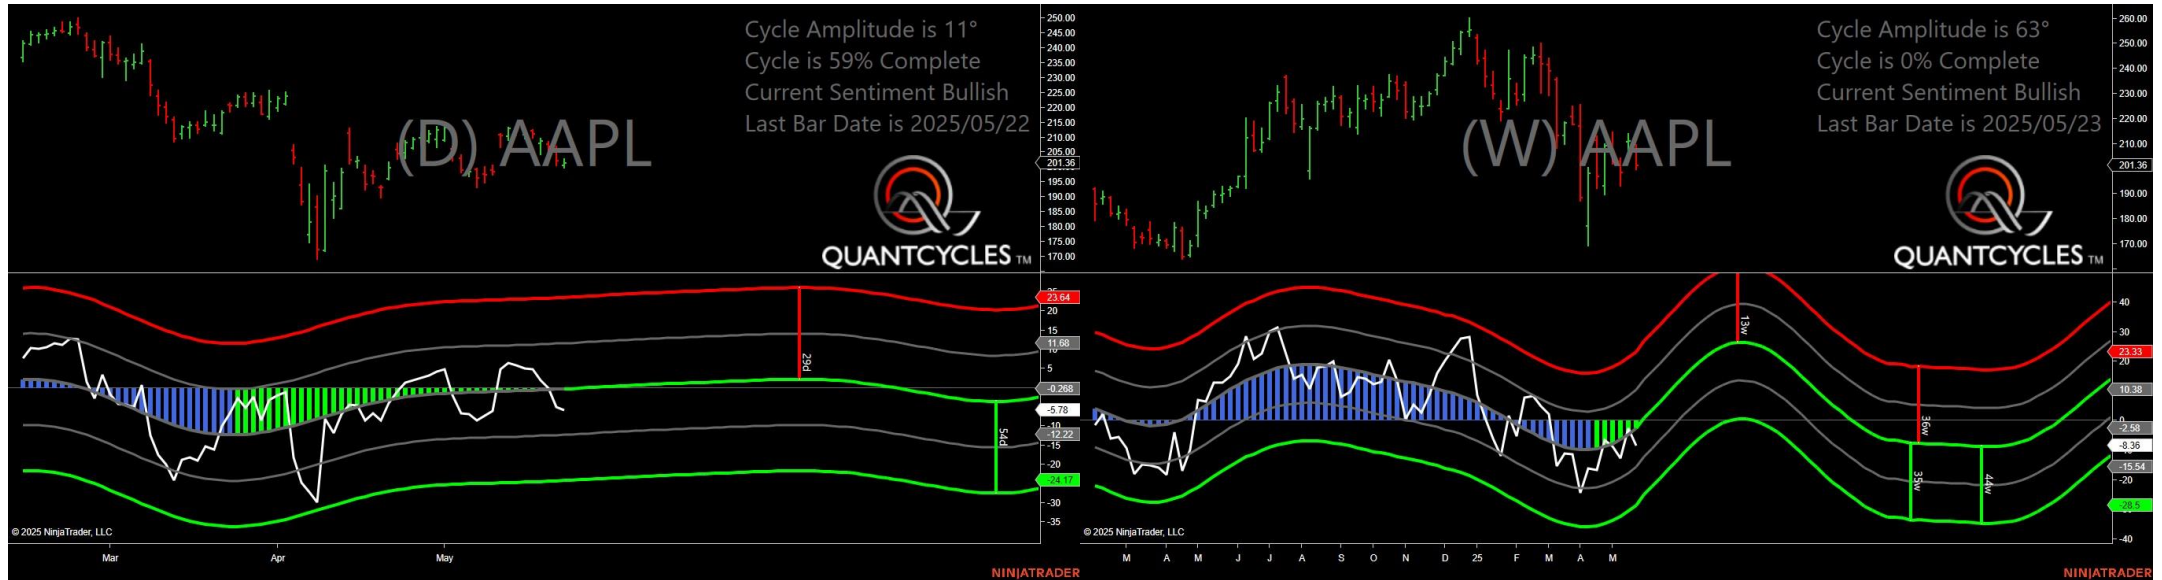 Cycle Amplitude is 11°
Cycle is 59% Complete
Current Sentiment Bullish
Last Bar Date is 2025/05/22
(D) AAPL
QUANTCYCLES TM
250.00
245.00
240.00
235.00
230.00
225.00
220.00
215.00
210.00
205.00
201.36
195.00
190.00
185.00
180.00
175.00
170.00
29d
54d
23.64
20
15
11.68
10
5
-0.268
-5.78
-10
-12.22
-15
-20
-24.17
-30
-35
© 2025 NinjaTrader, LLC
Mar
Apr
May
NINJATRADER
Cycle Amplitude is 63°
Cycle is 0% Complete
Current Sentiment Bullish
Last Bar Date is 2025/05/23
(W) AAPL
QUANTCYCLES TM
260.00
250.00
240.00
230.00
220.00
210.00
201.36
190.00
180.00
170.00
13w
36w
35w
44w
40
30
23.33
20
10.38
0
-2.58
-8.36
-15.54
-20
-28.5
-40
© 2025 NinjaTrader, LLC
M A M J J A S O N D 25 F M A M
NINJATRADER